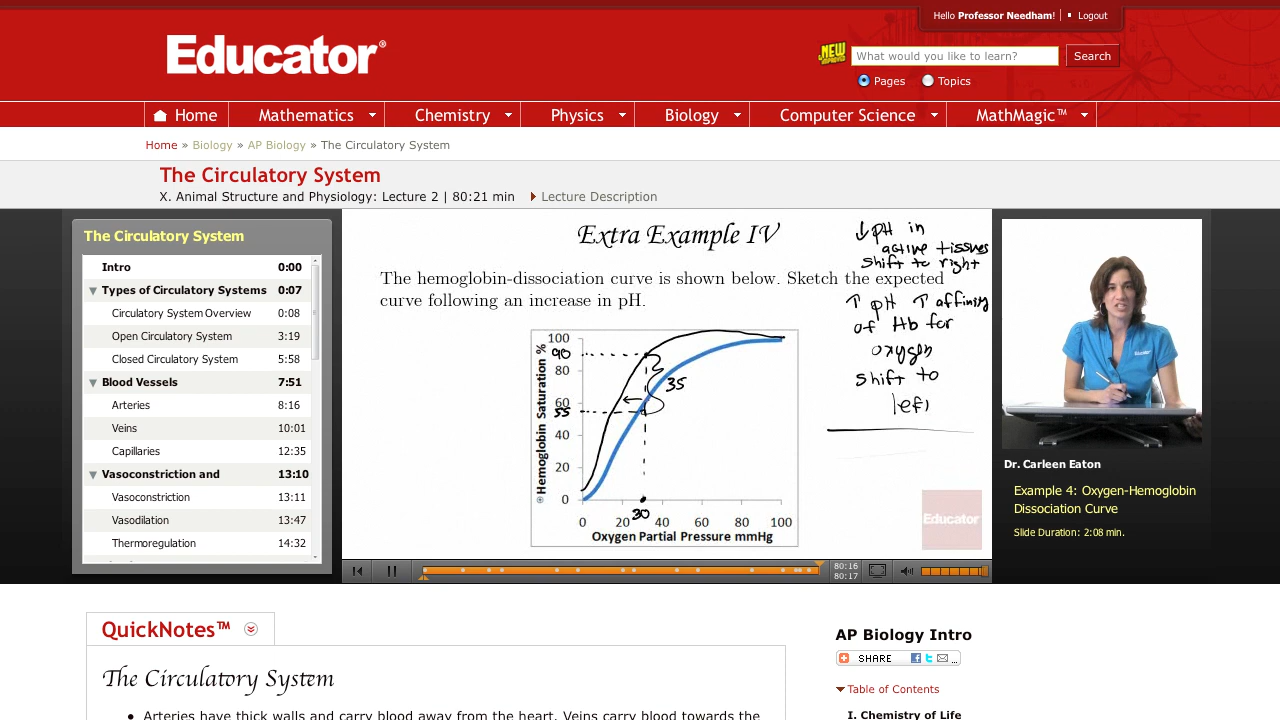 Hello Professor Needham! Logout
Educator®
NEW
What would you like to learn?
Search
Pages Topics
Home Mathematics Chemistry Physics Biology Computer Science MathMagic™
Home » Biology » AP Biology » The Circulatory System
The Circulatory System
X. Animal Structure and Physiology: Lecture 2 | 80:21 min Lecture Description
The Circulatory System
Intro 0:00
Types of Circulatory Systems 0:07
Circulatory System Overview 0:08
Open Circulatory System 3:19
Closed Circulatory System 5:58
Blood Vessels 7:51
Arteries 8:16
Veins 10:01
Capillaries 12:35
Vasoconstriction and 13:10
Vasoconstriction 13:11
Vasodilation 13:47
Thermoregulation 14:32
Extra Example IV
The hemoglobin-dissociation curve is shown below. Sketch the expected
curve following an increase in pH.
↓ pH in
active tissues
shift to right
↑ pH ↑ affinity
of Hb for
oxygen
shift to
left
Hemoglobin Saturation %
100
90
80
35
60
55
40
20
0
30
0 20 40 60 80 100
Oxygen Partial Pressure mmHg
Educator
80:16
80:17
Educator
Dr. Carleen Eaton
Example 4: Oxygen-Hemoglobin
Dissociation Curve
Slide Duration: 2:08 min.
QuickNotes™
The Circulatory System
• Arteries have thick walls and carry blood away from the heart. Veins carry blood towards the
AP Biology Intro
SHARE ...
Table of Contents
I. Chemistry of Life